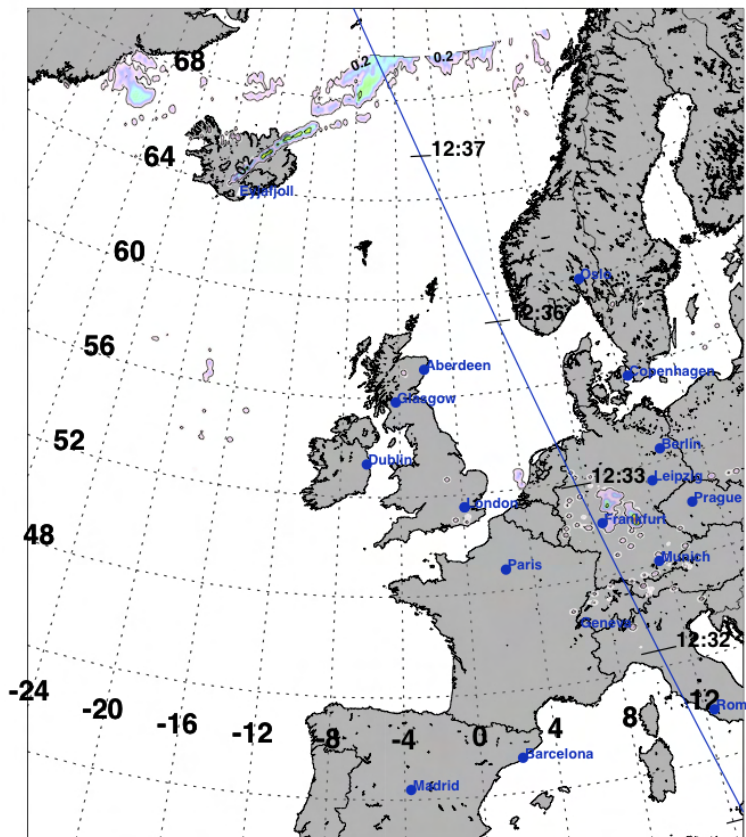 68
0.2
0.2
12:37
64
Eyjafjoll
60
Oslo
12:36
56
Aberdeen
Copenhagen
Glasgow
52
Berlin
Dublin
12:33
Leipzig
London
Prague
Frankfurt
48
Munich
Paris
Geneva
12:32
-24
-20
12
Rom
-16
8
-12
-8
-4
0
4
Barcelona
Madrid